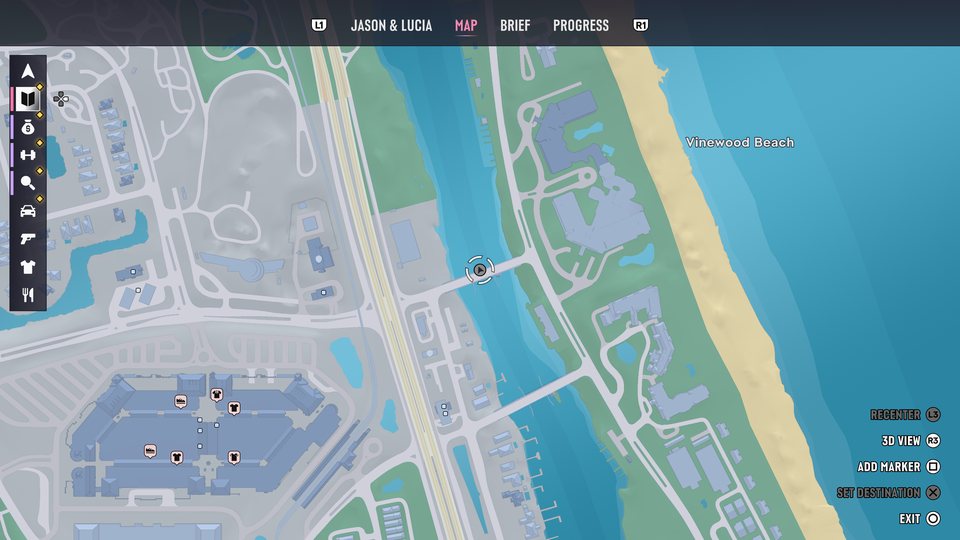 L1 JASON & LUCIA MAP BRIEF PROGRESS R1
Vinewood Beach
RECENTER L3
3D VIEW R3
ADD MARKER
SET DESTINATION
EXIT